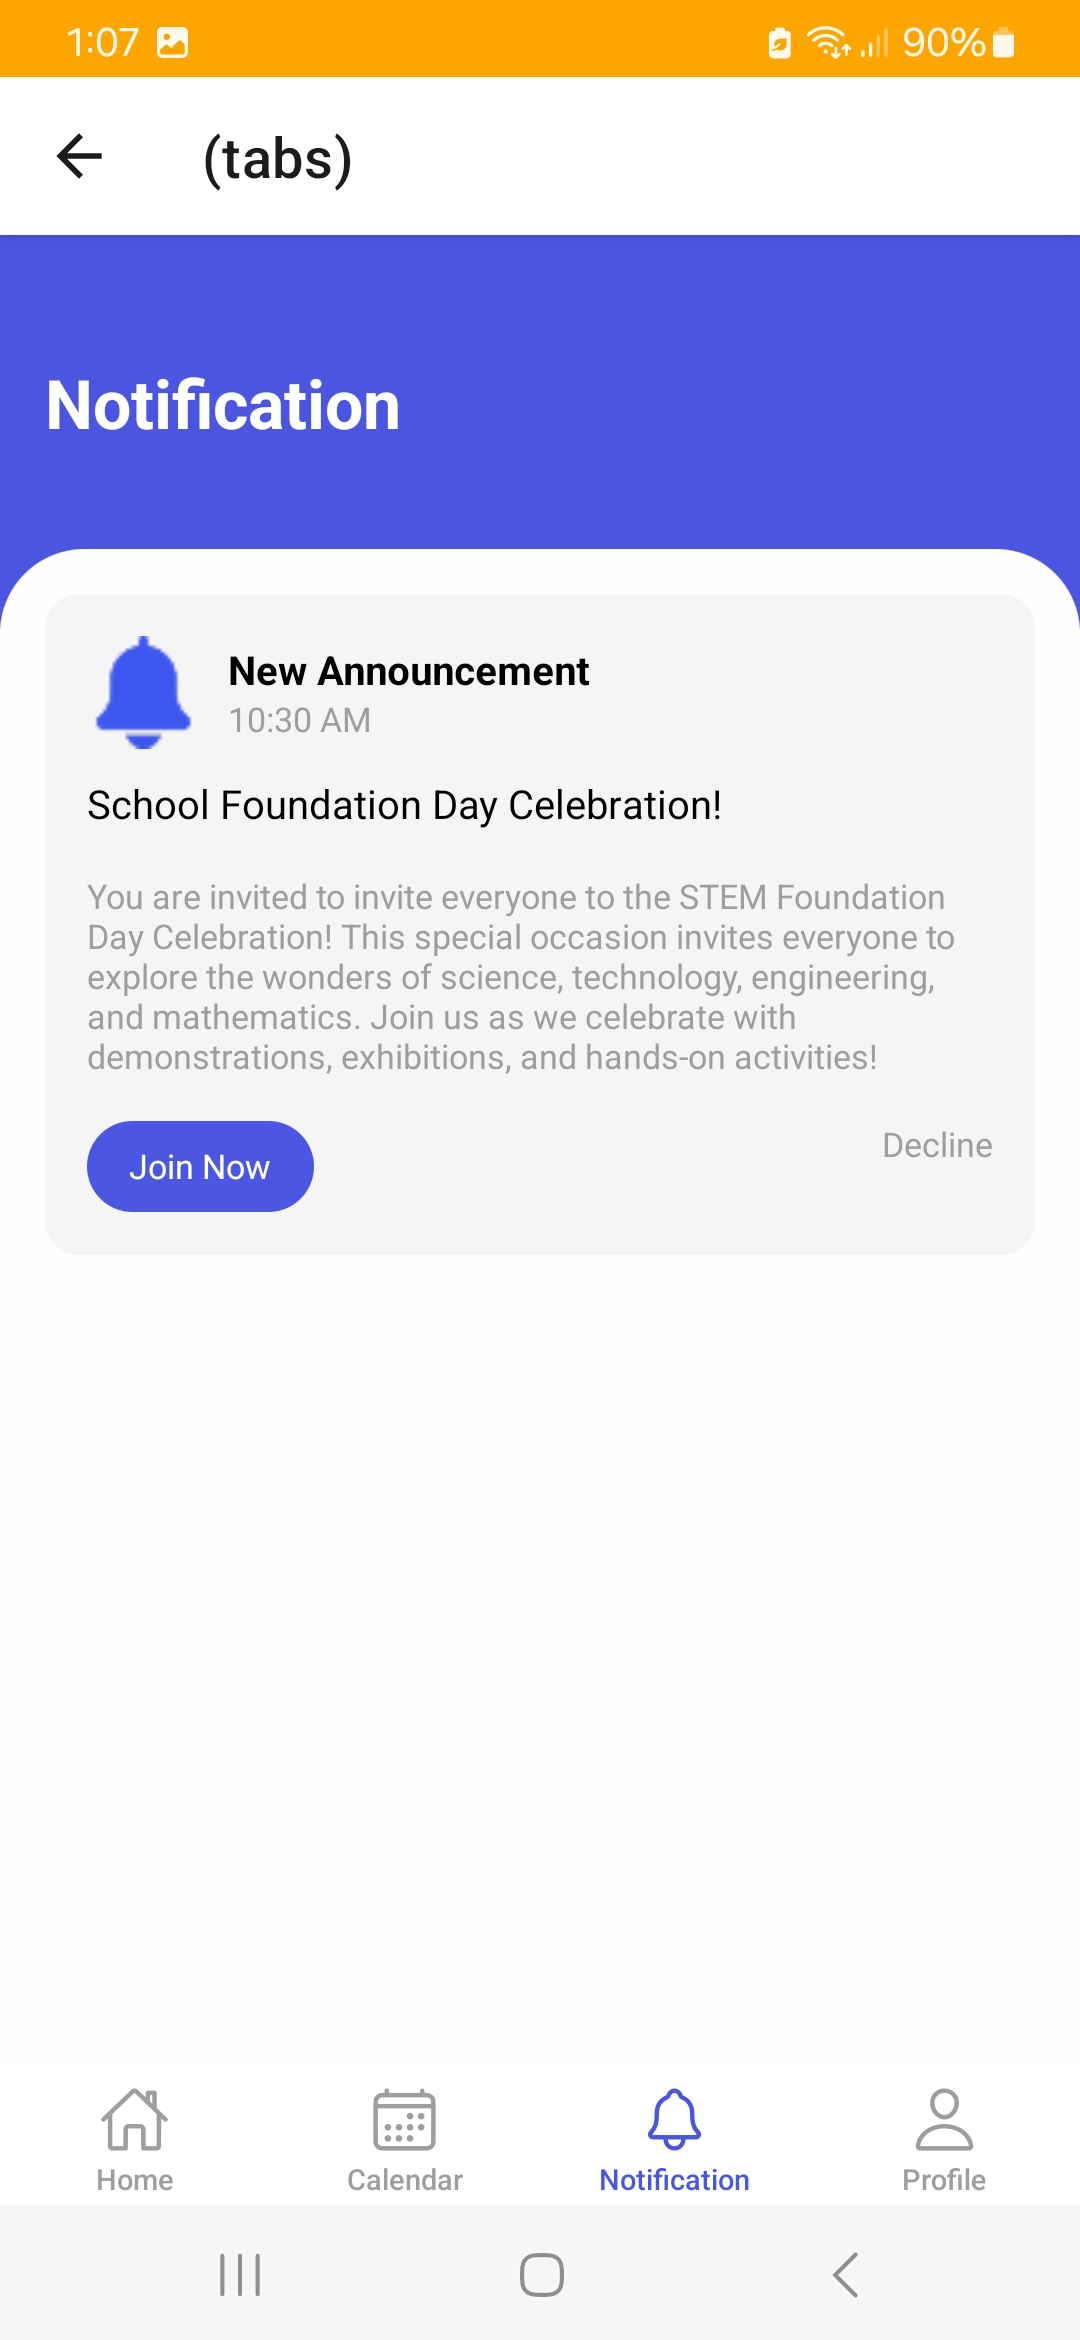 1:07
90%
(tabs)
Notification
New Announcement
10:30 AM
School Foundation Day Celebration!
You are invited to invite everyone to the STEM Foundation
Day Celebration! This special occasion invites everyone to
explore the wonders of science, technology, engineering,
and mathematics. Join us as we celebrate with
demonstrations, exhibitions, and hands-on activities!
Join Now
Decline
Home
Calendar
Notification
Profile